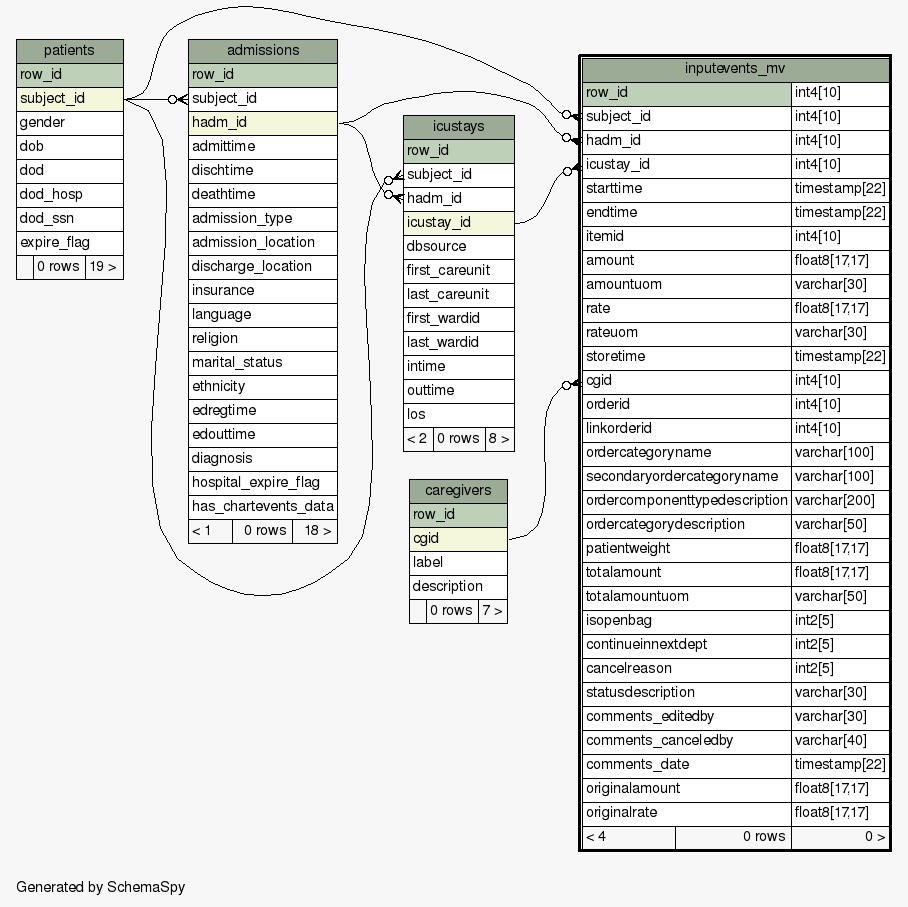 patients
row_id
subject_id
gender
dob
dod
dod_hosp
dod_ssn
expire_flag
0 rows 19 >
admissions
row_id
subject_id
hadm_id
admittime
dischtime
deathtime
admission_type
admission_location
discharge_location
insurance
language
religion
marital_status
ethnicity
edregtime
edouttime
diagnosis
hospital_expire_flag
has_chartevents_data
< 1 0 rows 18 >
icustays
row_id
subject_id
hadm_id
icustay_id
dbsource
first_careunit
last_careunit
first_wardid
last_wardid
intime
outtime
los
< 2 0 rows 8 >
caregivers
row_id
cgid
label
description
0 rows 7 >
inputevents_mv
row_id int4[10]
subject_id int4[10]
hadm_id int4[10]
icustay_id int4[10]
starttime timestamp[22]
endtime timestamp[22]
itemid int4[10]
amount float8[17,17]
amountuom varchar[30]
rate float8[17,17]
rateuom varchar[30]
storetime timestamp[22]
cgid int4[10]
orderid int4[10]
linkorderid int4[10]
ordercategoryname varchar[100]
secondaryordercategoryname varchar[100]
ordercomponenttypedescription varchar[200]
ordercategorydescription varchar[50]
patientweight float8[17,17]
totalamount float8[17,17]
totalamountuom varchar[50]
isopenbag int2[5]
continueinnextdept int2[5]
cancelreason int2[5]
statusdescription varchar[30]
comments_editedby varchar[30]
comments_canceledby varchar[40]
comments_date timestamp[22]
originalamount float8[17,17]
originalrate float8[17,17]
< 4 0 rows 0 >
Generated by SchemaSpy